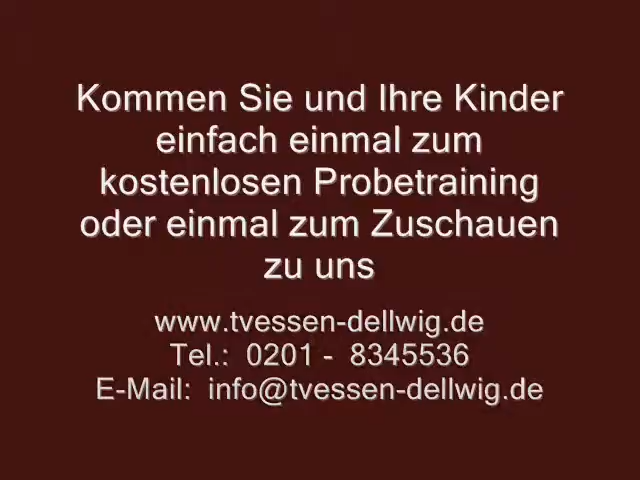 Kommen Sie und Ihre Kinder
einfach einmal zum
kostenlosen Probetraining
oder einmal zum Zuschauen
zu uns
www.tvessen-dellwig.de
Tel.: 0201 - 8345536
E-Mail: info@tvessen-dellwig.de